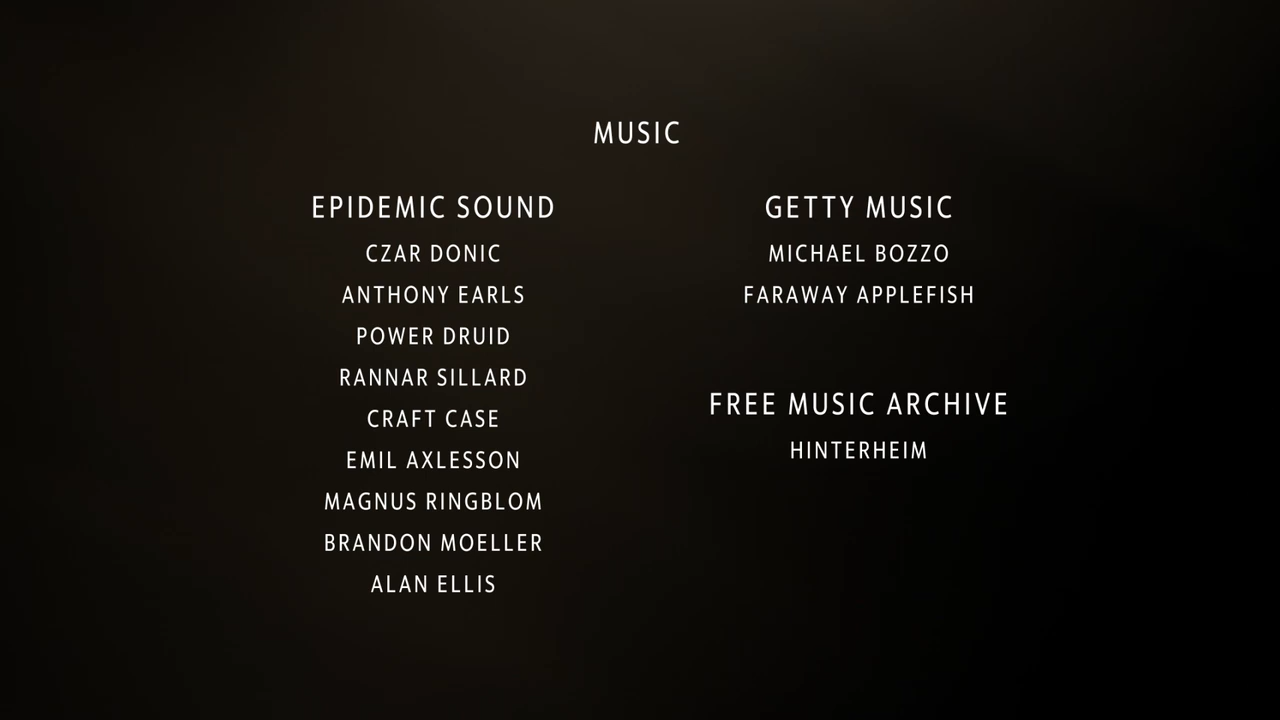 MUSIC
EPIDEMIC SOUND
CZAR DONIC
ANTHONY EARLS
POWER DRUID
RANNAR SILLARD
CRAFT CASE
EMIL AXLESSON
MAGNUS RINGBLOM
BRANDON MOELLER
ALAN ELLIS
GETTY MUSIC
MICHAEL BOZZO
FARAWAY APPLEFISH
FREE MUSIC ARCHIVE
HINTERHEIM